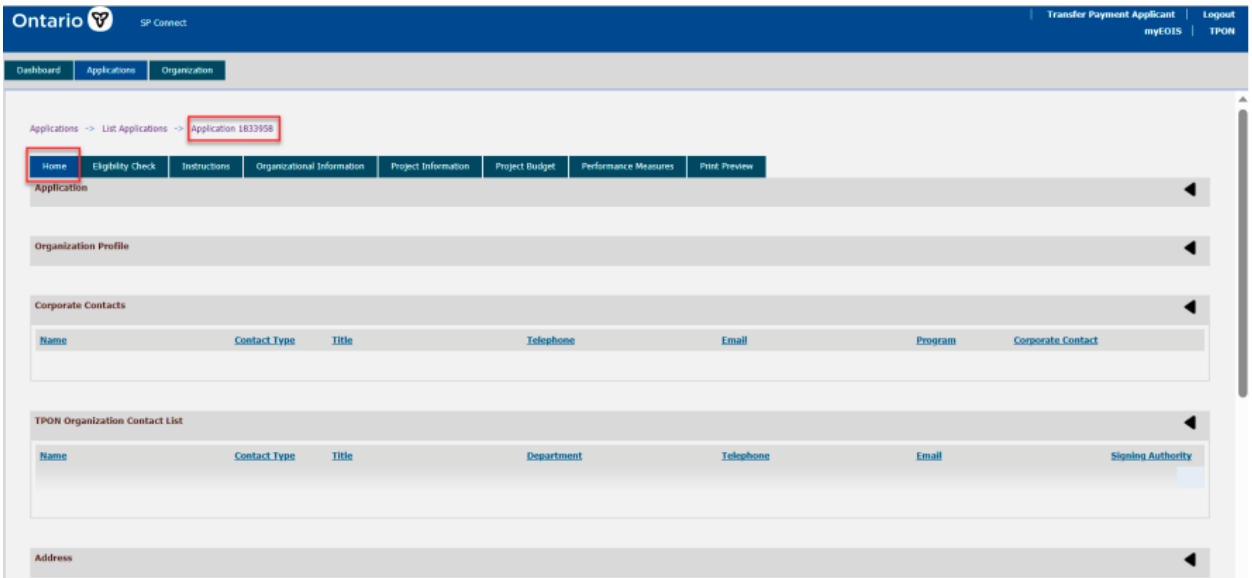 Ontario SP Connect Transfer Payment Applicant | Logout
myEOIS | TPON
Dashboard Applications Organization
Applications -> List Applications -> Application 1833958
Home Eligibility Check Instructions Organizational Information Project Information Project Budget Performance Measures Print Preview
Application
Organization Profile
Corporate Contacts
Name Contact Type Title Telephone Email Program Corporate Contact
TPON Organization Contact List
Name Contact Type Title Department Telephone Email Signing Authority
Address